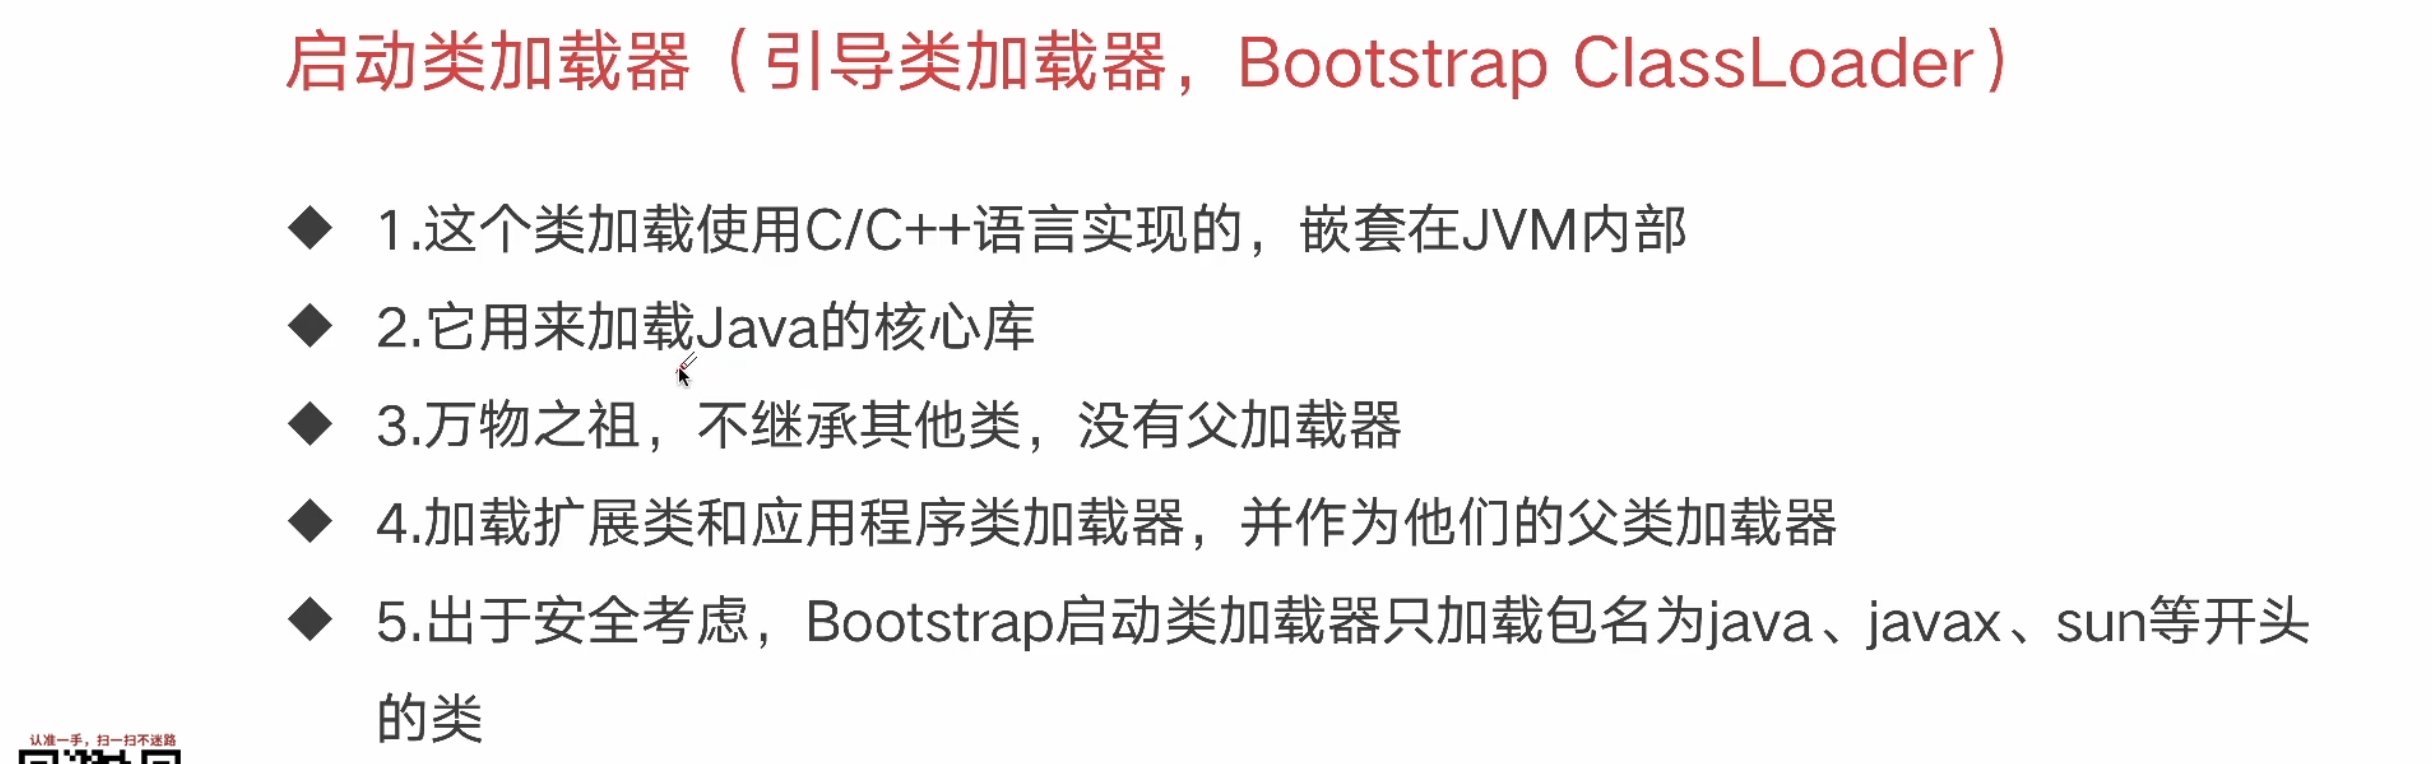 启动类加载器（引导类加载器，Bootstrap ClassLoader）
◆ 1.这个类加载使用C/C++语言实现的，嵌套在JVM内部
◆ 2.它用来加载Java的核心库
◆ 3.万物之祖，不继承其他类，没有父加载器
◆ 4.加载扩展类和应用程序类加载器，并作为他们的父类加载器
◆ 5.出于安全考虑，Bootstrap启动类加载器只加载包名为java、javax、sun等开头
的类
认准一手，扫一扫不迷路